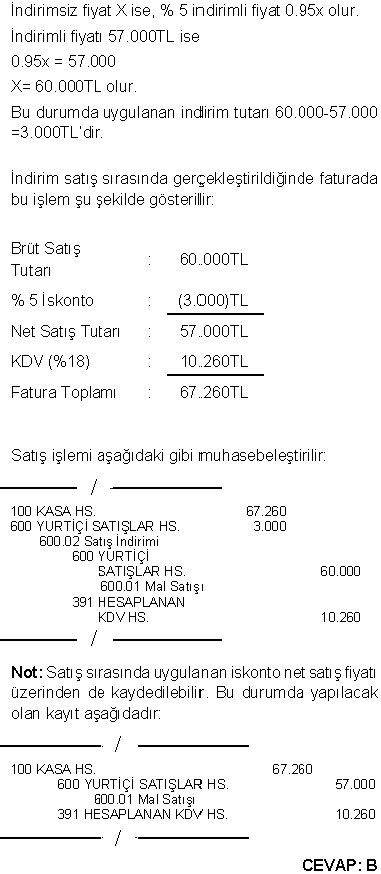 İndirimsiz fiyat X ise, % 5 indirimli fiyat 0.95x olur.
İndirimli fiyatı 57.000TL ise
0.95x = 57.000
X= 60.000TL olur.
Bu durumda uygulanan indirim tutarı 60.000-57.000
=3.000TL'dir.
İndirim satış sırasında gerçekleştirildiğinde faturada
bu işlem şu şekilde gösterilir:
Brüt Satış
Tutarı : 60..000TL
% 5 İskonto : (3.000)TL
Net Satış Tutarı : 57.000TL
KDV (%18) : 10..260TL
Fatura Toplamı : 67..260TL
Satış işlemi aşağıdaki gibi muhasebeleştirilir:
/
100 KASA HS. 67.260
600 YURTİÇİ SATIŞLAR HS. 3.000
600.02 Satış İndirimi
600 YURTİÇİ
SATIŞLAR HS. 60.000
600.01 Mal Satışı
391 HESAPLANAN
KDV HS. 10.260
/
Not: Satış sırasında uygulanan iskonto net satış fiyatı
üzerinden de kaydedilebilir. Bu durumda yapılacak
olan kayıt aşağıdadır:
/
100 KASA HS. 67.260
600 YURTİÇİ SATIŞLAR HS. 57.000
600.01 Mal Satışı
391 HESAPLANAN KDV HS. 10.260
/
CEVAP: B